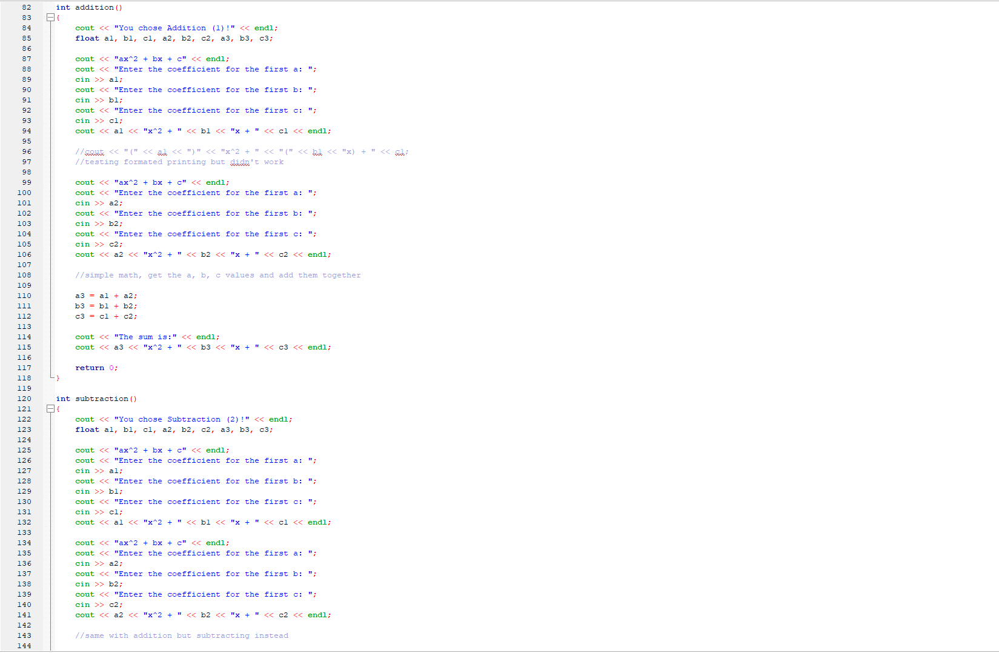 82 int addition()
83 {
84 cout << "You chose Addition (1)!" << endl;
85 float a1, b1, c1, a2, b2, c2, a3, b3, c3;
86
87 cout << "ax^2 + bx + c" << endl;
88 cout << "Enter the coefficient for the first a: ";
89 cin >> a1;
90 cout << "Enter the coefficient for the first b: ";
91 cin >> b1;
92 cout << "Enter the coefficient for the first c: ";
93 cin >> c1;
94 cout << a1 << "x^2 + " << b1 << "x + " << c1 << endl;
95
96 //cout << "(" << a1 << ")" << "x^2 + " << "(" << b1 << "x) + " << c1;
97 //testing formated printing but didn't work
98
99 cout << "ax^2 + bx + c" << endl;
100 cout << "Enter the coefficient for the first a: ";
101 cin >> a2;
102 cout << "Enter the coefficient for the first b: ";
103 cin >> b2;
104 cout << "Enter the coefficient for the first c: ";
105 cin >> c2;
106 cout << a2 << "x^2 + " << b2 << "x + " << c2 << endl;
107
108 //simple math, get the a, b, c values and add them together
109
110 a3 = a1 + a2;
111 b3 = b1 + b2;
112 c3 = c1 + c2;
113
114 cout << "The sum is:" << endl;
115 cout << a3 << "x^2 + " << b3 << "x + " << c3 << endl;
116
117 return 0;
118 }
119
120 int subtraction()
121 {
122 cout << "You chose Subtraction (2)!" << endl;
123 float a1, b1, c1, a2, b2, c2, a3, b3, c3;
124
125 cout << "ax^2 + bx + c" << endl;
126 cout << "Enter the coefficient for the first a: ";
127 cin >> a1;
128 cout << "Enter the coefficient for the first b: ";
129 cin >> b1;
130 cout << "Enter the coefficient for the first c: ";
131 cin >> c1;
132 cout << a1 << "x^2 + " << b1 << "x + " << c1 << endl;
133
134 cout << "ax^2 + bx + c" << endl;
135 cout << "Enter the coefficient for the first a: ";
136 cin >> a2;
137 cout << "Enter the coefficient for the first b: ";
138 cin >> b2;
139 cout << "Enter the coefficient for the first c: ";
140 cin >> c2;
141 cout << a2 << "x^2 + " << b2 << "x + " << c2 << endl;
142
143 //same with addition but subtracting instead
144